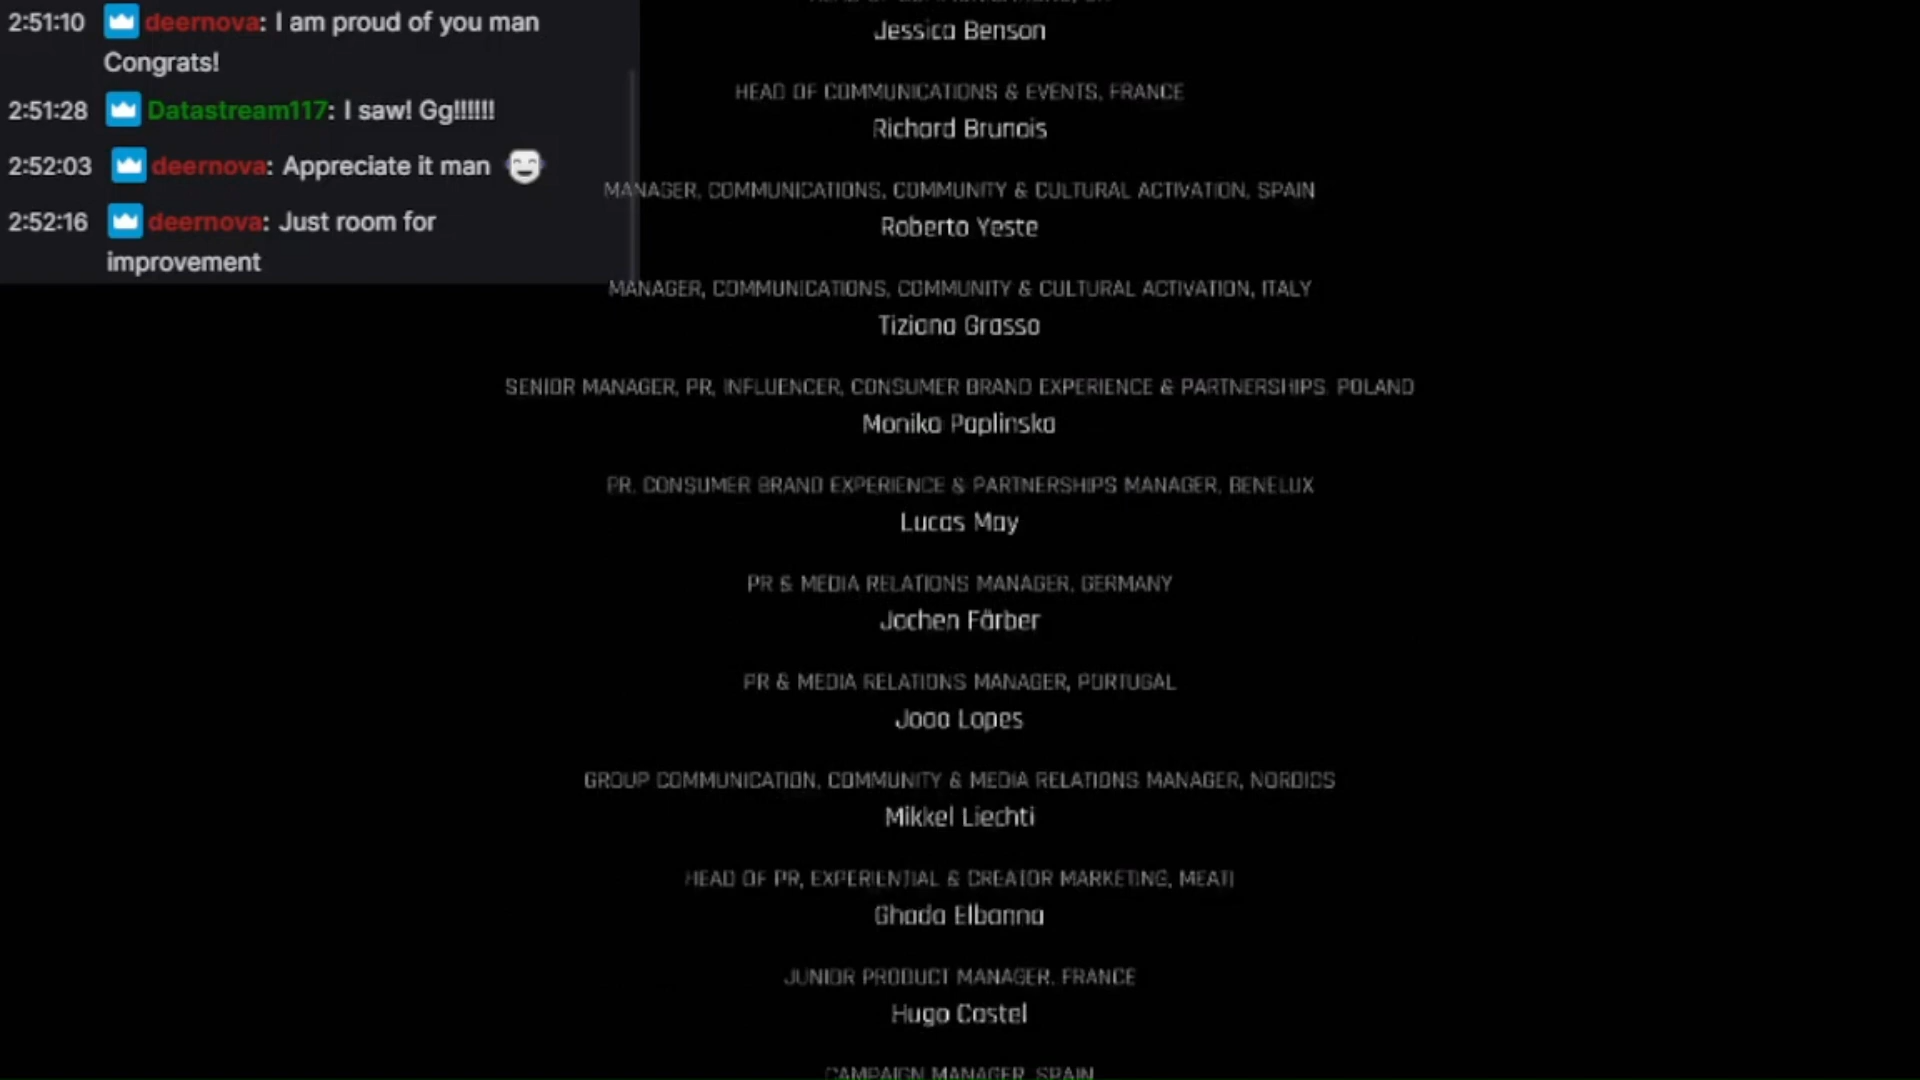 2:51:10 deernova: I am proud of you man
Congrats!
2:51:28 Datastream117: I saw! Gg!!!!!!
2:52:03 deernova: Appreciate it man
2:52:16 deernova: Just room for
improvement
Jessica Benson
HEAD OF COMMUNICATIONS & EVENTS, FRANCE
Richard Brunois
MANAGER, COMMUNICATIONS, COMMUNITY & CULTURAL ACTIVATION, SPAIN
Roberto Yeste
MANAGER, COMMUNICATIONS, COMMUNITY & CULTURAL ACTIVATION, ITALY
Tiziana Grasso
SENIOR MANAGER, PR, INFLUENCER, CONSUMER BRAND EXPERIENCE & PARTNERSHIPS, POLAND
Monika Paplinska
PR, CONSUMER BRAND EXPERIENCE & PARTNERSHIPS MANAGER, BENELUX
Lucas May
PR & MEDIA RELATIONS MANAGER, GERMANY
Jochen Färber
PR & MEDIA RELATIONS MANAGER, PORTUGAL
Joao Lopes
GROUP COMMUNICATION, COMMUNITY & MEDIA RELATIONS MANAGER, NORDICS
Mikkel Liechti
HEAD OF PR, EXPERIENTIAL & CREATOR MARKETING, MEATI
Ghada Elbanna
JUNIOR PRODUCT MANAGER, FRANCE
Hugo Castel
CAMPAIGN MANAGER, SPAIN